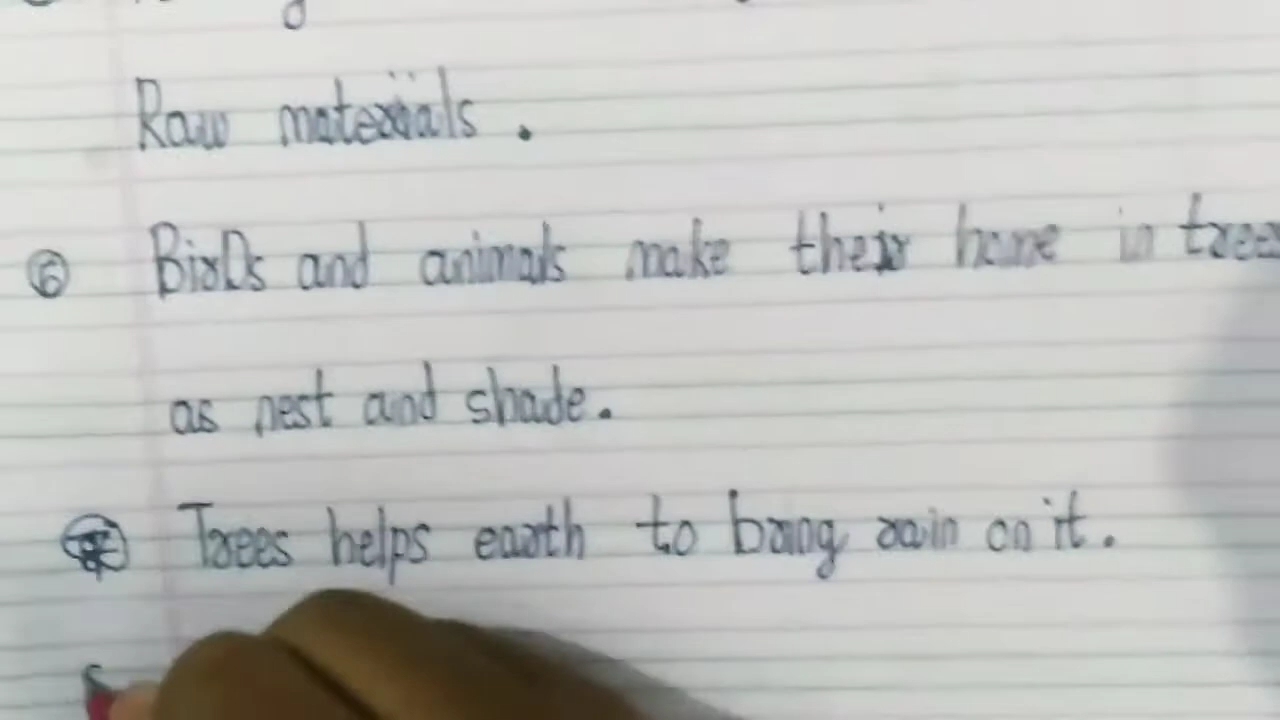 Raw materials .
⑥ Birds and animals make their home in trees
as nest and shade.
Trees helps earth to bring rain on it.